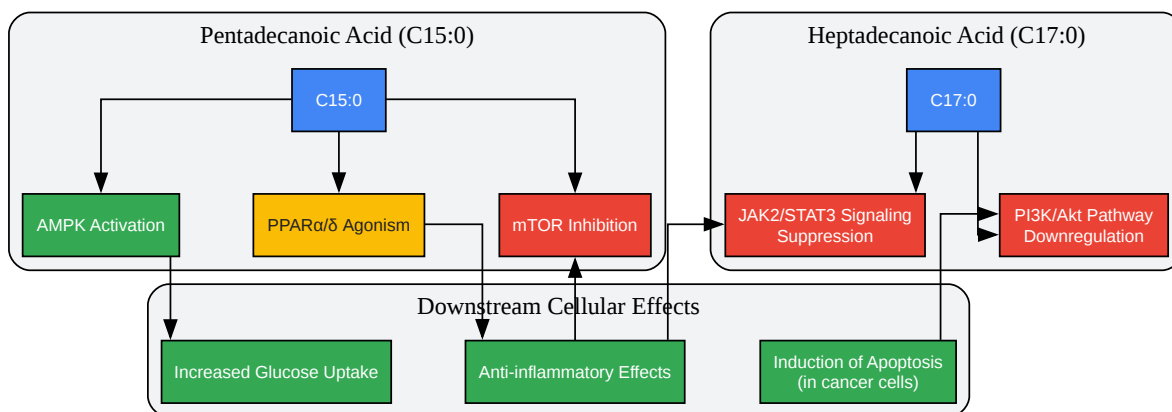 Pentadecanoic Acid (C15:0)
Heptadecanoic Acid (C17:0)
C15:0
C17:0
AMPK Activation
PPARα/δ Agonism
mTOR Inhibition
JAK2/STAT3 Signaling
Suppression
PI3K/Akt Pathway
Downregulation
Downstream Cellular Effects
Increased Glucose Uptake
Anti-inflammatory Effects
Induction of Apoptosis
(in cancer cells)